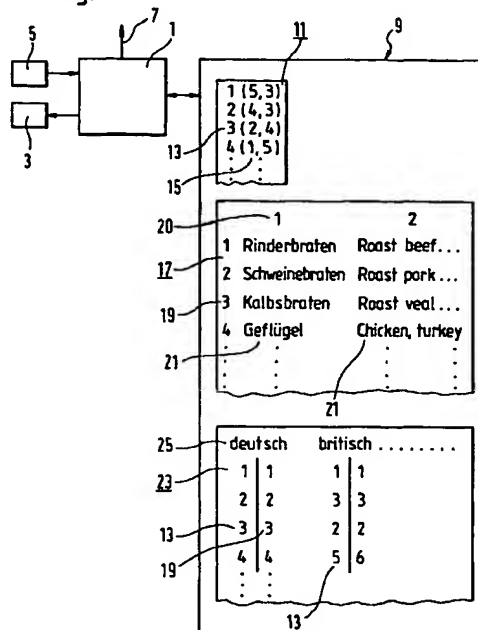 7
1
5
3
9
11
1 (5, 3)
2 (4, 3)
13
3 (2, 4)
4 (1, 5)
15
20
1 2
17
1 Rinderbraten Roast beef...
2 Schweinebraten Roast pork...
19
3 Kalbsbraten Roast veal...
4 Geflügel Chicken, turkey
21
21
25
deutsch britisch ........
23
1 1 1 1
2 2 3 3
13
3 3 2 2
4 4 5 6
19
13